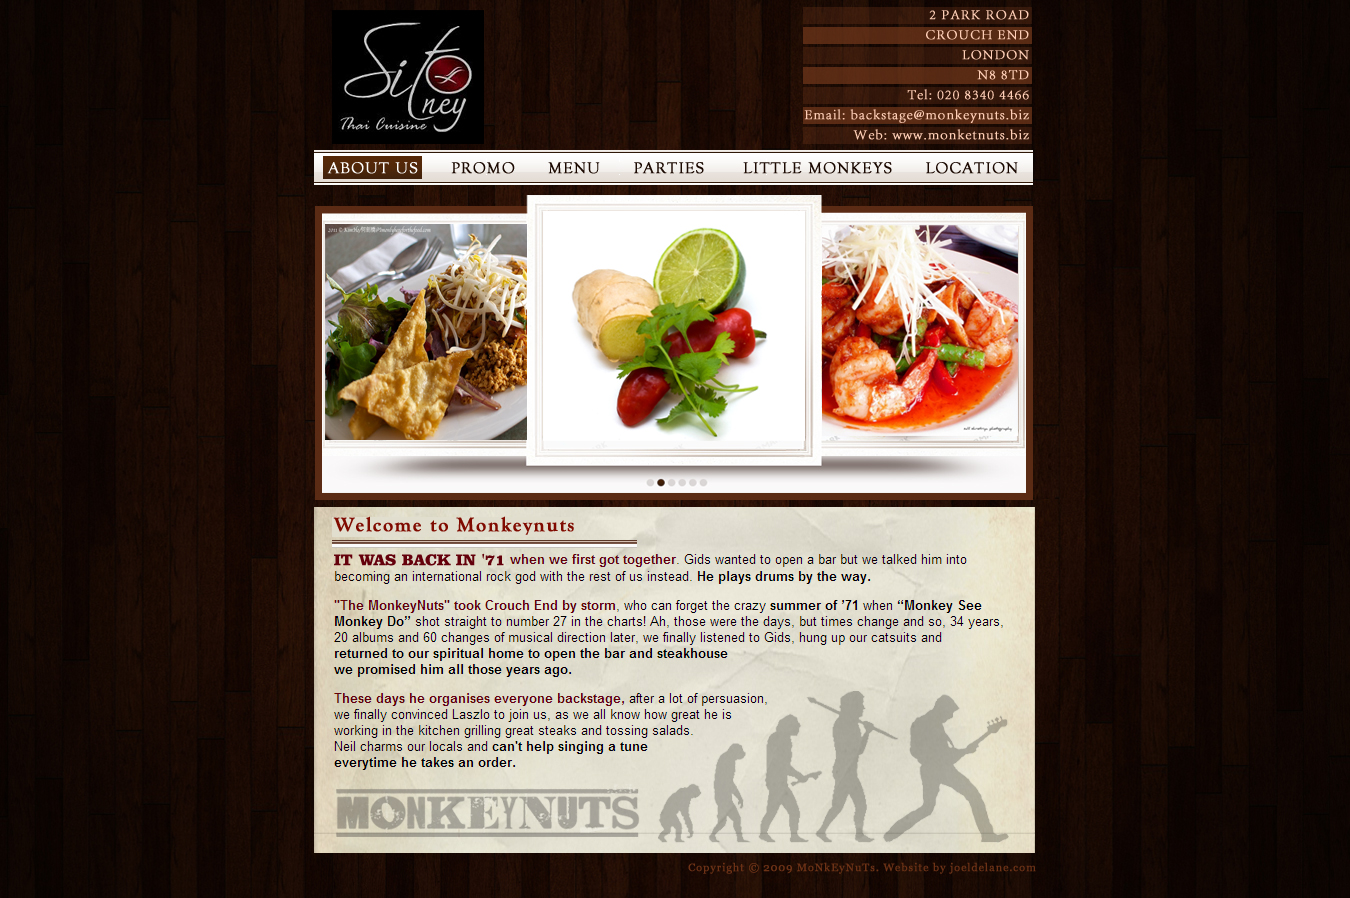 Sito
ney
Thai Cuisine
2 PARK ROAD
CROUCH END
LONDON
N8 8TD
Tel: 020 8340 4466
Email: backstage@monkeynuts.biz
Web: www.monketnuts.biz
ABOUT US PROMO MENU PARTIES LITTLE MONKEYS LOCATION
Welcome to Monkeynuts
IT WAS BACK IN '71 when we first got together. Gids wanted to open a bar but we talked him into
becoming an international rock god with the rest of us instead. He plays drums by the way.
"The MonkeyNuts" took Crouch End by storm, who can forget the crazy summer of '71 when “Monkey See
Monkey Do” shot straight to number 27 in the charts! Ah, those were the days, but times change and so, 34 years,
20 albums and 60 changes of musical direction later, we finally listened to Gids, hung up our catsuits and
returned to our spiritual home to open the bar and steakhouse
we promised him all those years ago.
These days he organises everyone backstage, after a lot of persuasion,
we finally convinced Laszlo to join us, as we all know how great he is
working in the kitchen grilling great steaks and tossing salads.
Neil charms our locals and can't help singing a tune
everytime he takes an order.
MONKEYNUTS
Copyright © 2009 MoNkEyNuTs. Website by joeldelane.com